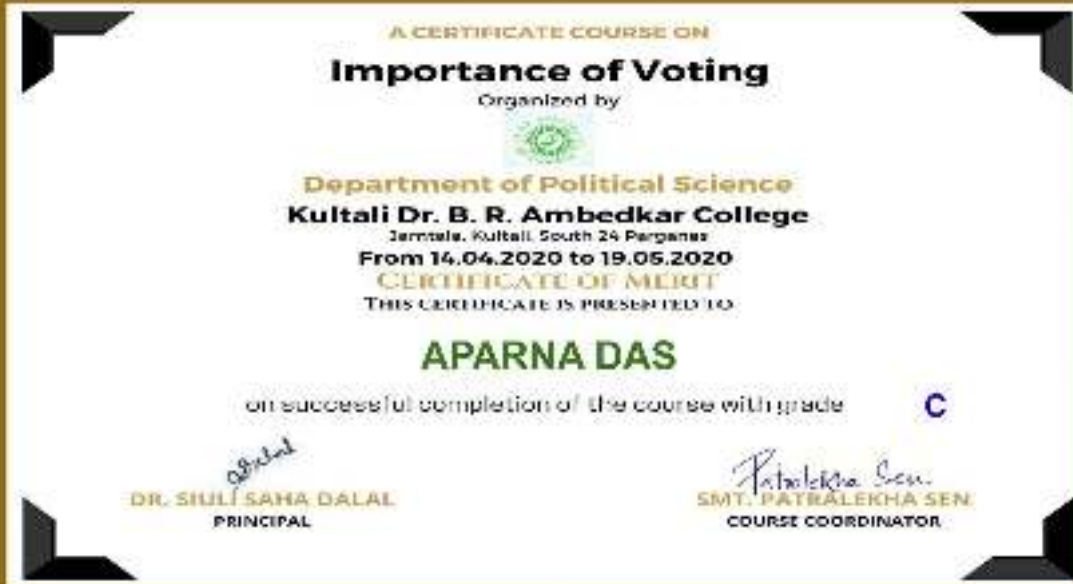 A CERTIFICATE COURSE ON
Importance of Voting
Organized by
Department of Political Science
Kultali Dr. B. R. Ambedkar College
Jamtala, Kultali, South 24 Parganas
From 14.04.2020 to 19.05.2020
CERTIFICATE OF MERIT
THIS CERTIFICATE IS PRESENTED TO
APARNA DAS
on successful completion of the course with grade C
Patralekha Sen.
DR. SIULI SAHA DALAL
SMT. PATRALEKHA SEN
PRINCIPAL
COURSE COORDINATOR